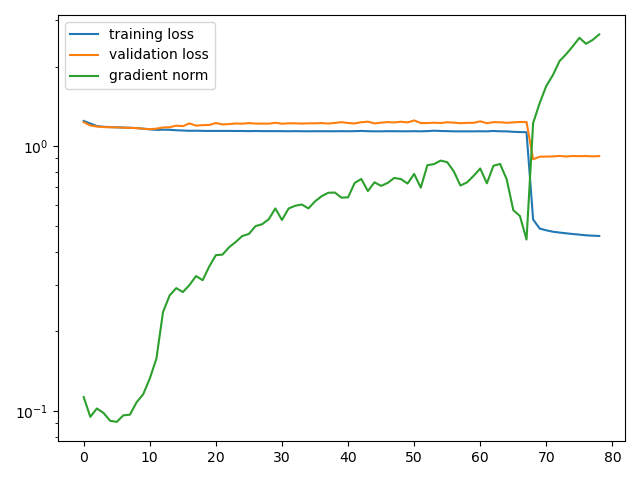 training loss
validation loss
gradient norm
10⁰
10⁻¹
0 10 20 30 40 50 60 70 80